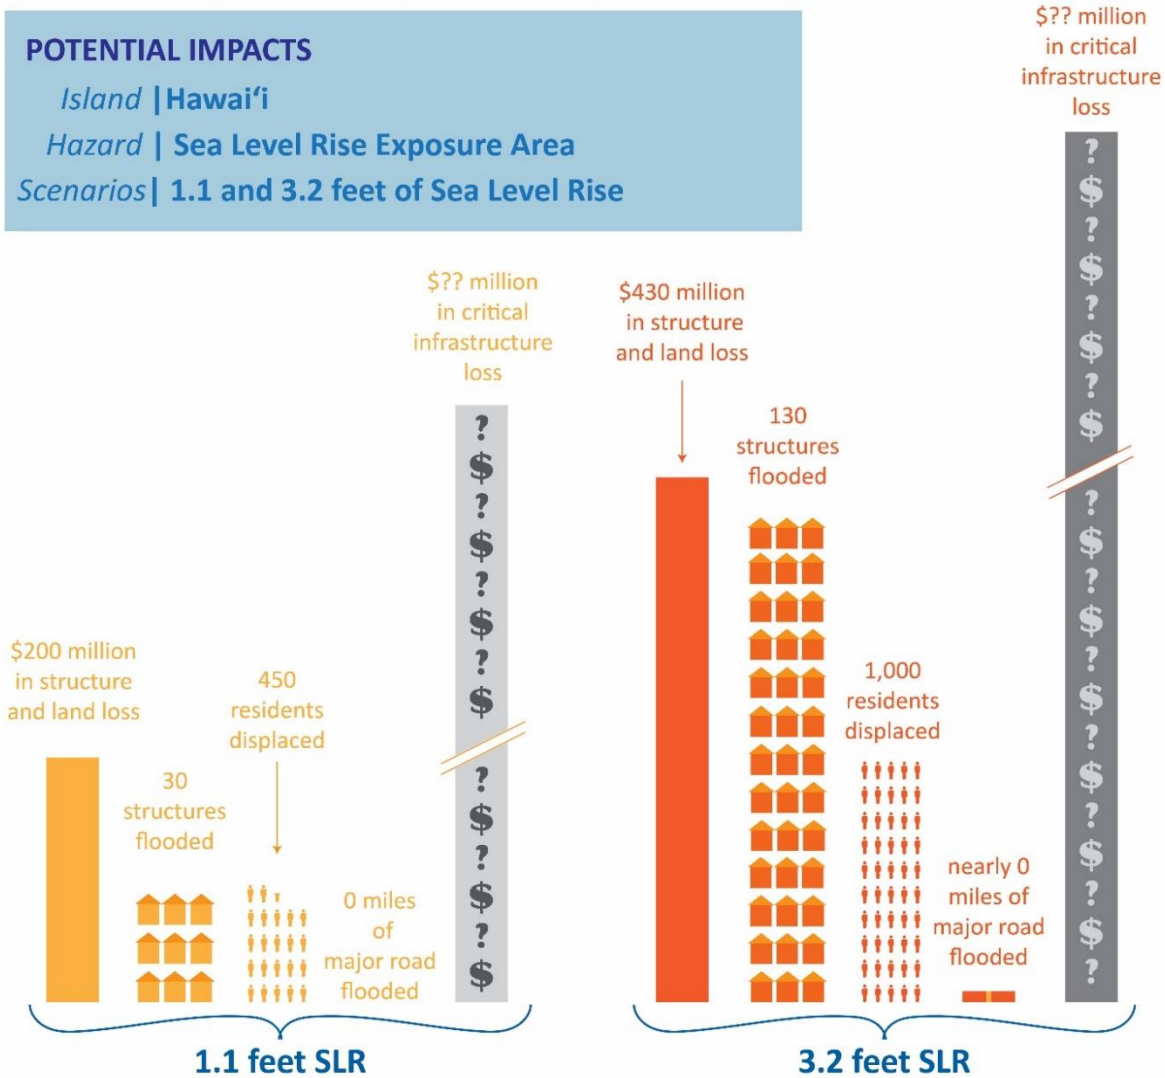 POTENTIAL IMPACTS
Island | Hawai‘i
Hazard | Sea Level Rise Exposure Area
Scenarios | 1.1 and 3.2 feet of Sea Level Rise
$200 million
in structure
and land loss
30
structures
flooded
450
residents
displaced
0 miles
of
major road
flooded
$?? million
in critical
infrastructure
loss
?
$
?
$
?
$
?
$
?
$
?
$
?
$
1.1 feet SLR
$430 million
in structure
and land loss
130
structures
flooded
1,000
residents
displaced
nearly 0
miles of
major road
flooded
$?? million
in critical
infrastructure
loss
?
$
?
$
?
$
?
$
?
$
?
$
?
$
?
$
?
$
?
$
?
3.2 feet SLR